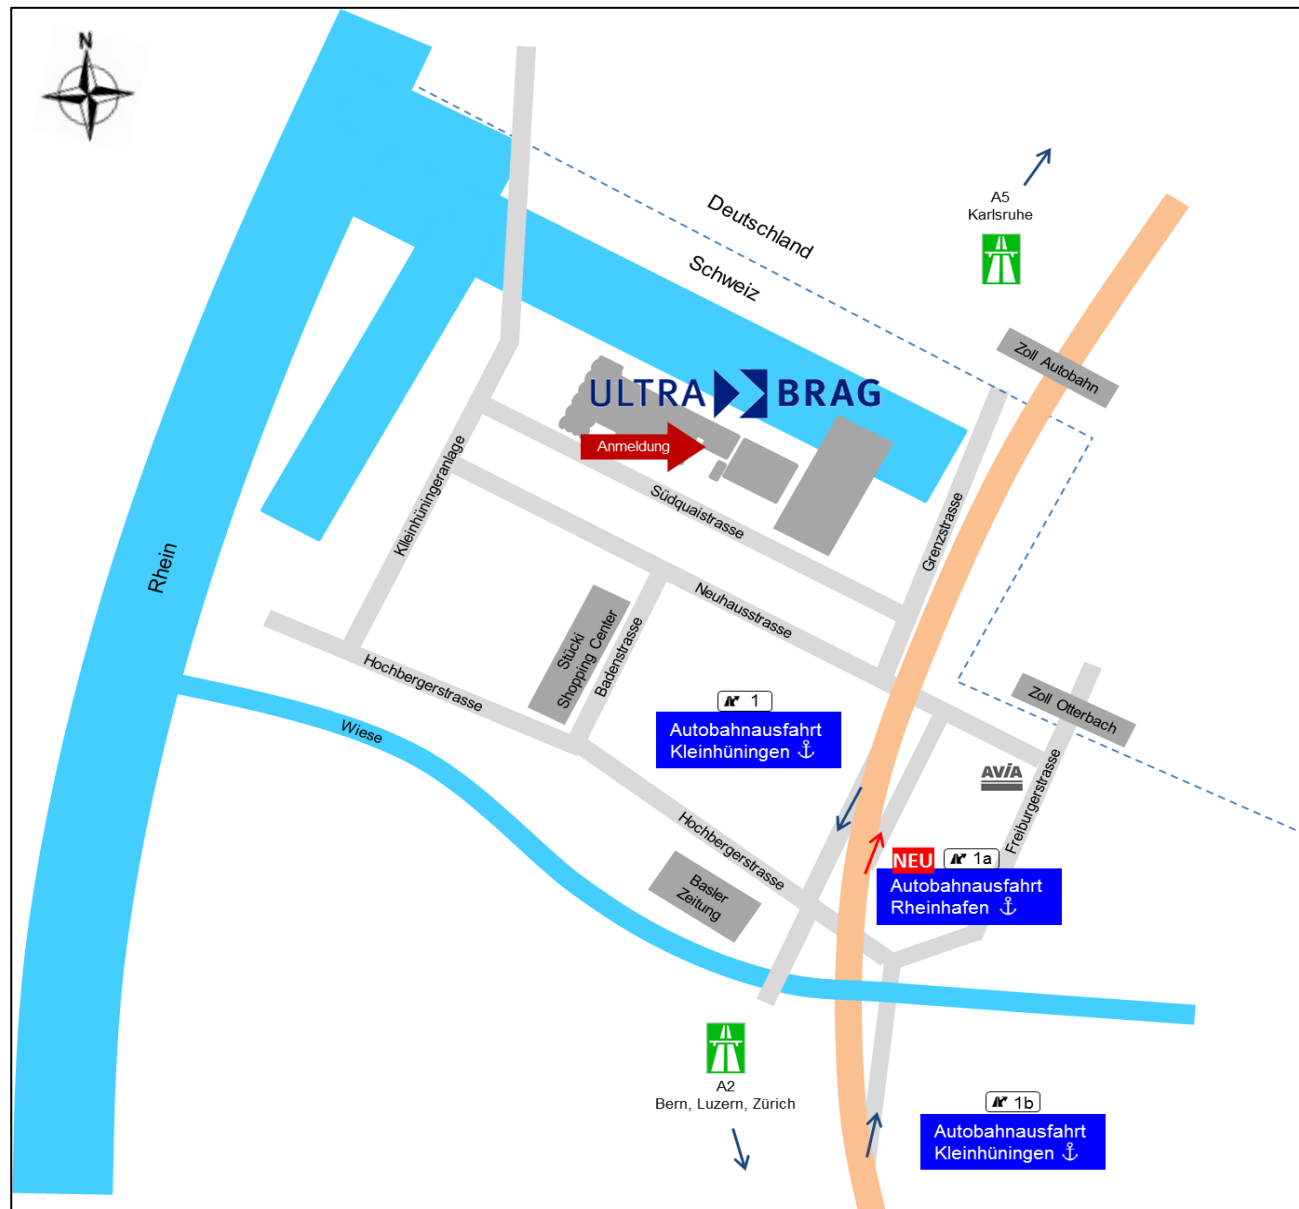 N
Deutschland
Schweiz
A5
Karlsruhe
Zoll Autobahn
ULTRA BRAG
Anmeldung
Klleinhüningeranlage
Südquaistrasse
Grenzstrasse
Rhein
Neuhausstrasse
Stücki
Shopping Center
Badenstrasse
Hochbergerstrasse
Wiese
1
Autobahnausfahrt
Kleinhüningen
Zoll Otterbach
AVIA
Freiburgerstrasse
Hochbergerstrasse
NEU 1a
Autobahnausfahrt
Rheinhafen
Basler
Zeitung
A2
Bern, Luzern, Zürich
1b
Autobahnausfahrt
Kleinhüningen